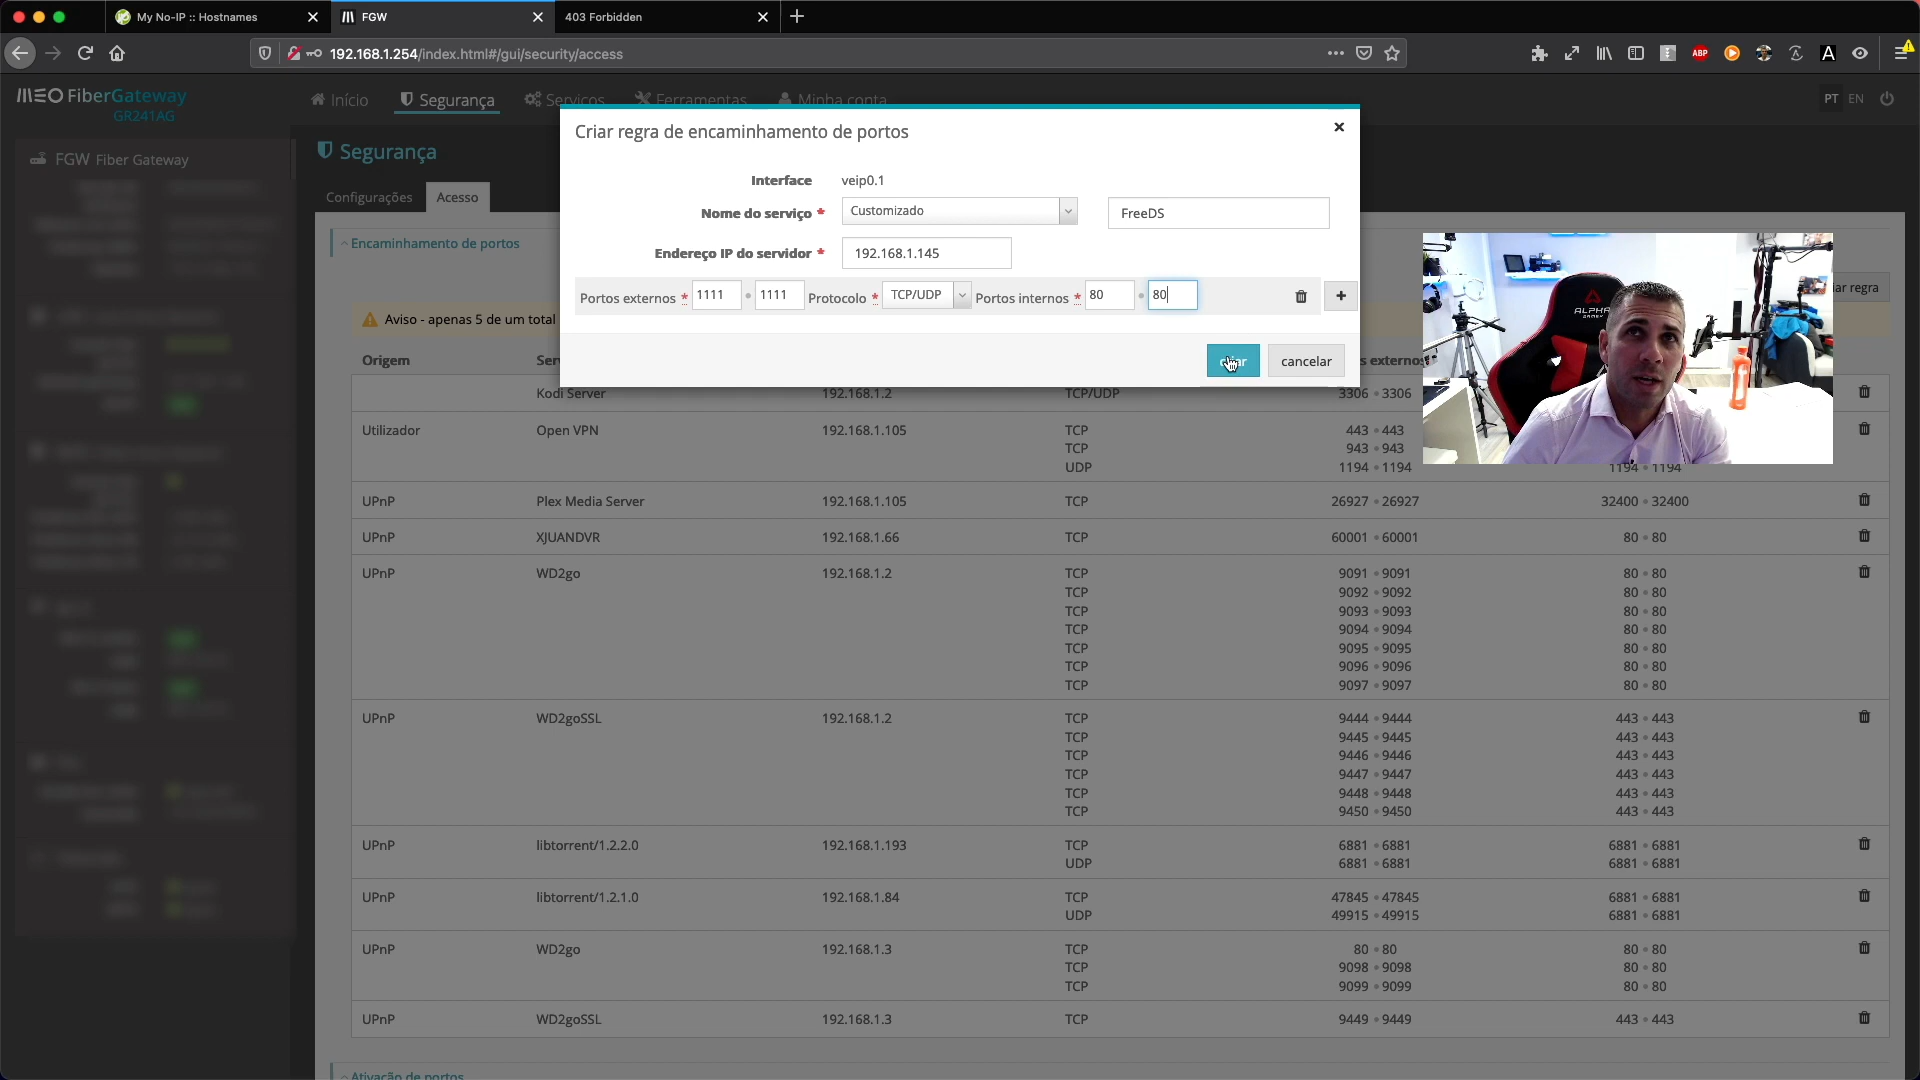 My No-IP :: Hostnames
FGW
403 Forbidden
192.168.1.254/index.html#/gui/security/access
ABP
A
MEO FiberGateway
GR241AG
Início
Segurança
Serviços
Ferramentas
Minha conta
PT EN
FGW Fiber Gateway
Segurança
Configurações
Acesso
Encaminhamento de portos
Criar regra de encaminhamento de portos
Interface veip0.1
Nome do serviço * Customizado FreeDS
Endereço IP do servidor * 192.168.1.145
Portos externos * 1111 1111 Protocolo * TCP/UDP Portos internos * 80 80
cancelar
regra
Aviso - apenas 5 de um total
Origem
Kodi Server 192.168.1.2 TCP/UDP 3306 3306
Utilizador Open VPN 192.168.1.105 TCP 443 443
TCP 943 943
UDP 1194 1194 1194 1194
UPnP Plex Media Server 192.168.1.105 TCP 26927 26927 32400 32400
UPnP XJUANDVR 192.168.1.66 TCP 60001 60001 80 80
UPnP WD2go 192.168.1.2 TCP 9091 9091 80 80
TCP 9092 9092 80 80
TCP 9093 9093 80 80
TCP 9094 9094 80 80
TCP 9095 9095 80 80
TCP 9096 9096 80 80
TCP 9097 9097 80 80
UPnP WD2goSSL 192.168.1.2 TCP 9444 9444 443 443
TCP 9445 9445 443 443
TCP 9446 9446 443 443
TCP 9447 9447 443 443
TCP 9448 9448 443 443
TCP 9450 9450 443 443
UPnP libtorrent/1.2.2.0 192.168.1.193 TCP 6881 6881 6881 6881
UDP 6881 6881 6881 6881
UPnP libtorrent/1.2.1.0 192.168.1.84 TCP 47845 47845 6881 6881
UDP 49915 49915 6881 6881
UPnP WD2go 192.168.1.3 TCP 80 80 80 80
TCP 9098 9098 80 80
TCP 9099 9099 80 80
UPnP WD2goSSL 192.168.1.3 TCP 9449 9449 443 443
Ativação de portos
ALPHA